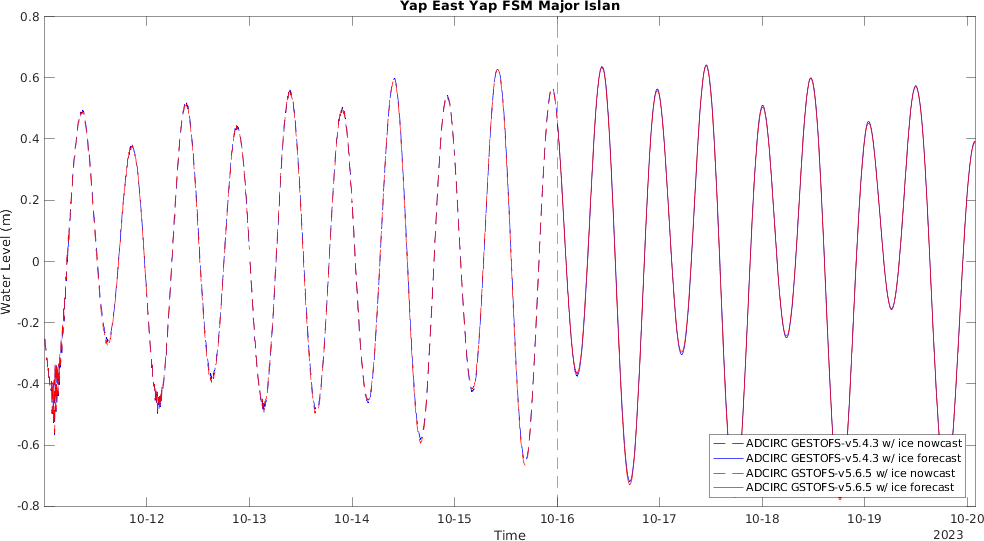 Yap East Yap FSM Major Islan
Water Level (m)
0.8
0.6
0.4
0.2
0
-0.2
-0.4
-0.6
-0.8
ADCIRC GESTOFS-v5.4.3 w/ ice nowcast
ADCIRC GESTOFS-v5.4.3 w/ ice forecast
ADCIRC GSTOFS-v5.6.5 w/ ice nowcast
ADCIRC GSTOFS-v5.6.5 w/ ice forecast
10-12 10-13 10-14 10-15 10-16 10-17 10-18 10-19 10-20
Time
2023